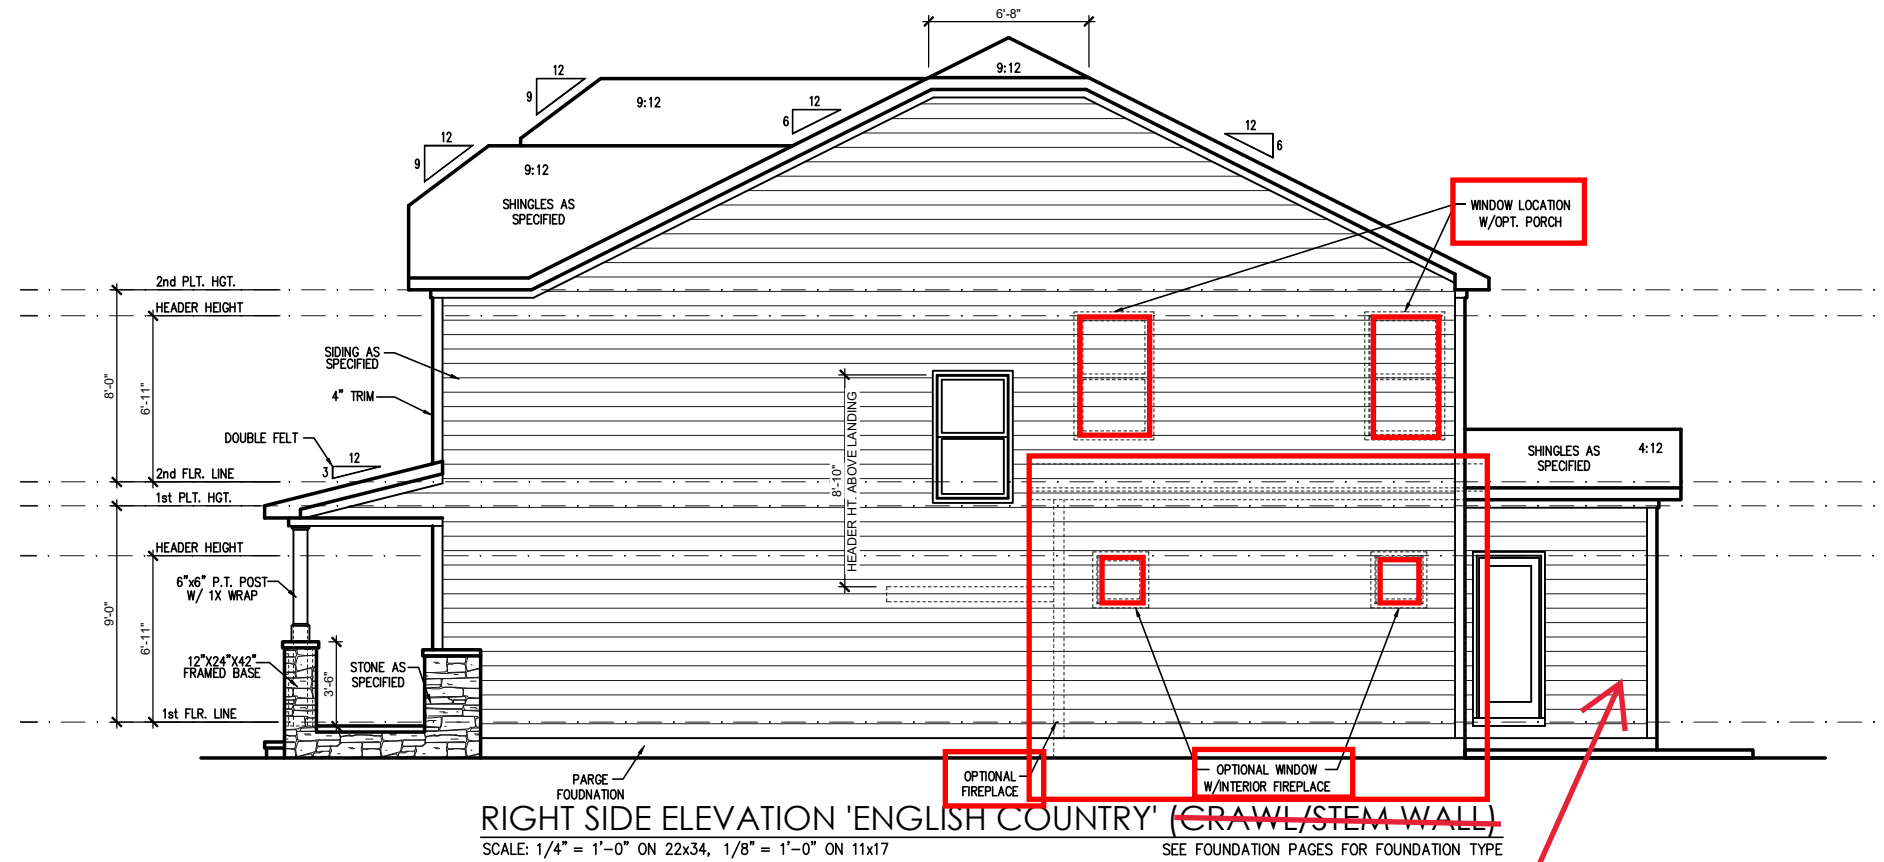 6'-8"
9:12
12
9
9:12
12
6
12
6
12
9
9:12
SHINGLES AS
SPECIFIED
WINDOW LOCATION
W/OPT. PORCH
2nd PLT. HGT.
HEADER HEIGHT
SIDING AS
SPECIFIED
8'-0"
6'-11"
4" TRIM
DOUBLE FELT
12
3
2nd FLR. LINE
1st PLT. HGT.
HEADER HT. ABOVE LANDING
8'-10"
SHINGLES AS
SPECIFIED
4:12
HEADER HEIGHT
6"x6" P.T. POST
W/ 1X WRAP
9'-0"
6'-11"
12"X24"X42"
FRAMED BASE
3'-6"
STONE AS
SPECIFIED
1st FLR. LINE
PARGE
FOUDNATION
OPTIONAL
FIREPLACE
OPTIONAL WINDOW
W/INTERIOR FIREPLACE
RIGHT SIDE ELEVATION 'ENGLISH COUNTRY' (CRAWL/STEM WALL)
SCALE: 1/4" = 1'-0" ON 22x34, 1/8" = 1'-0" ON 11x17
SEE FOUNDATION PAGES FOR FOUNDATION TYPE